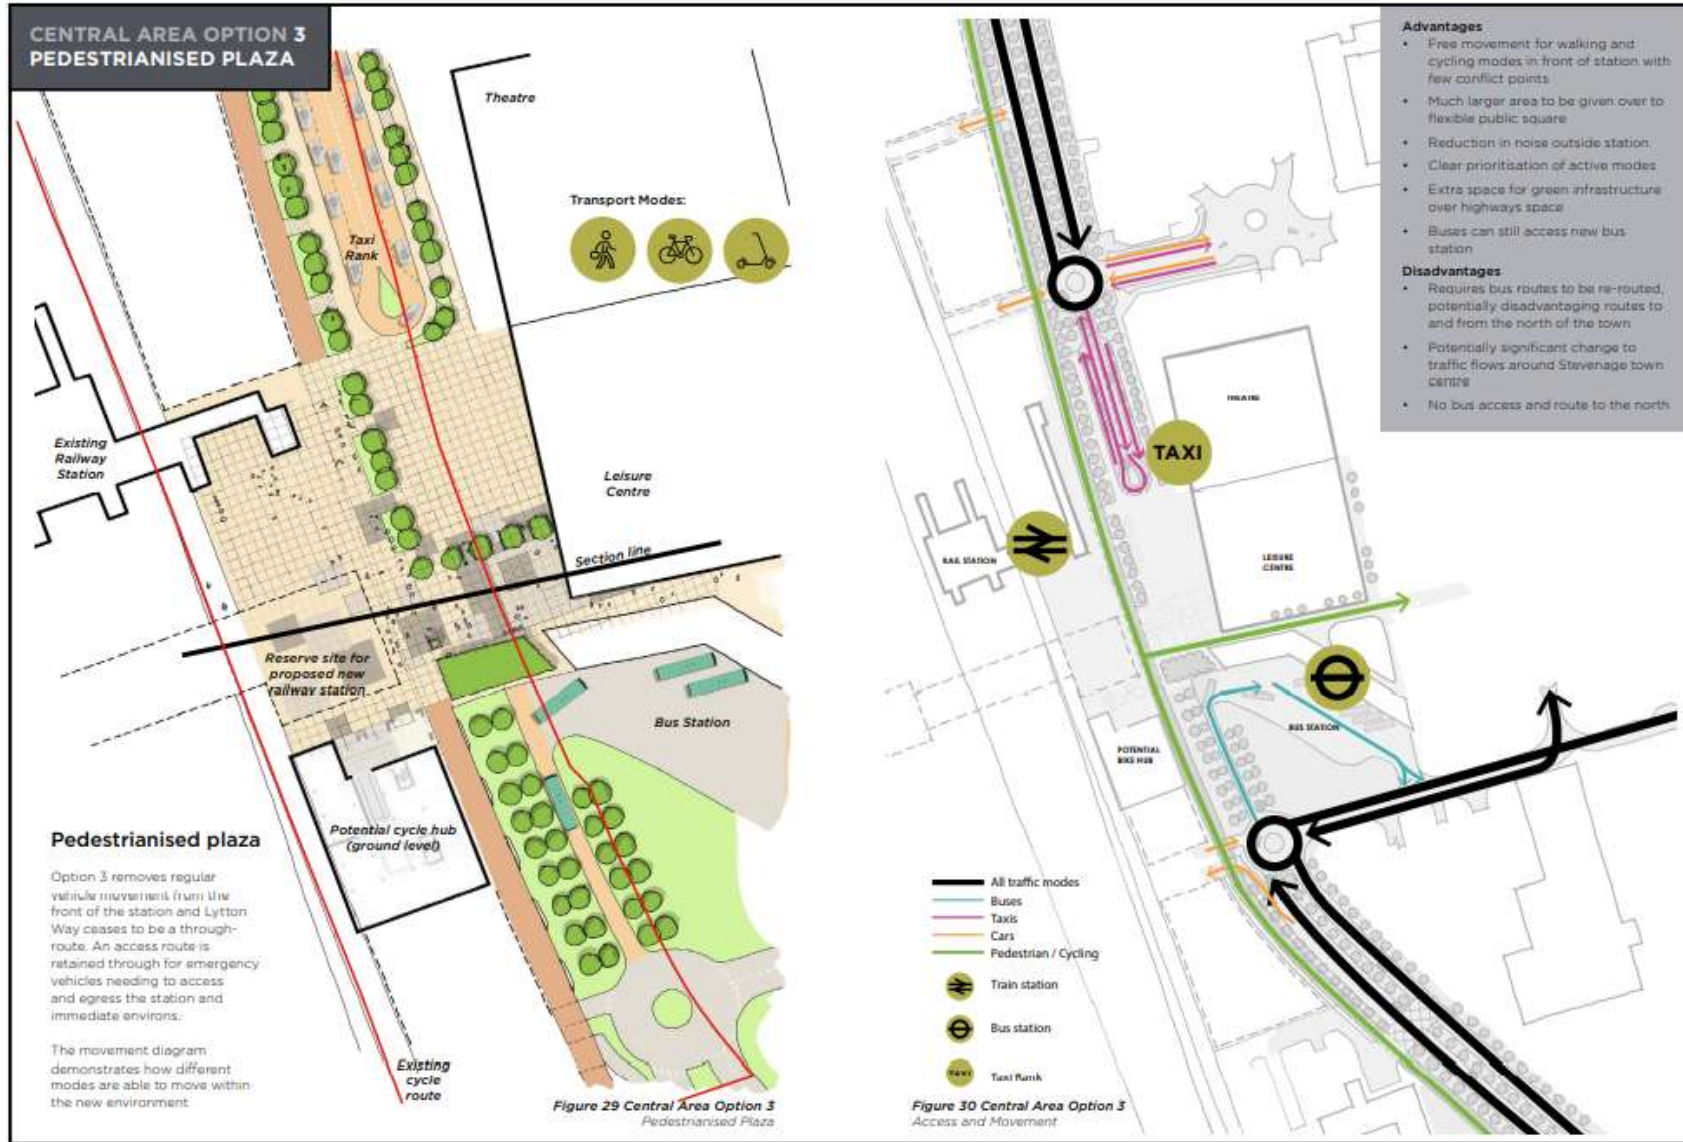 CENTRAL AREA OPTION 3
PEDESTRIANISED PLAZA
Theatre
Transport Modes:
Taxi
Rank
Existing
Railway
Station
Leisure
Centre
Section line
Reserve site for
proposed new
railway station
Bus Station
Potential cycle hub
(ground level)
Pedestrianised plaza
Option 3 removes regular
vehicle movement from the
front of the station and Lytton
Way ceases to be a through-
route. An access route is
retained through for emergency
vehicles needing to access
and egress the station and
immediate environs.
The movement diagram
demonstrates how different
modes are able to move within
the new environment
Existing
cycle
route
Figure 29 Central Area Option 3
Pedestrianised Plaza
THEATRE
TAXI
RAIL STATION
LEISURE
CENTRE
BUS STATION
POTENTIAL
BIKE HUB
All traffic modes
Buses
Taxis
Cars
Pedestrian / Cycling
Train station
Bus station
TAXI
Taxi Rank
Figure 30 Central Area Option 3
Access and Movement
Advantages
• Free movement for walking and
cycling modes in front of station with
few conflict points
• Much larger area to be given over to
flexible public square
• Reduction in noise outside station
• Clear prioritisation of active modes
• Extra space for green infrastructure
over highways space
• Buses can still access new bus
station
Disadvantages
• Requires bus routes to be re-routed,
potentially disadvantaging routes to
and from the north of the town
• Potentially significant change to
traffic flows around Stevenage town
centre
• No bus access and route to the north